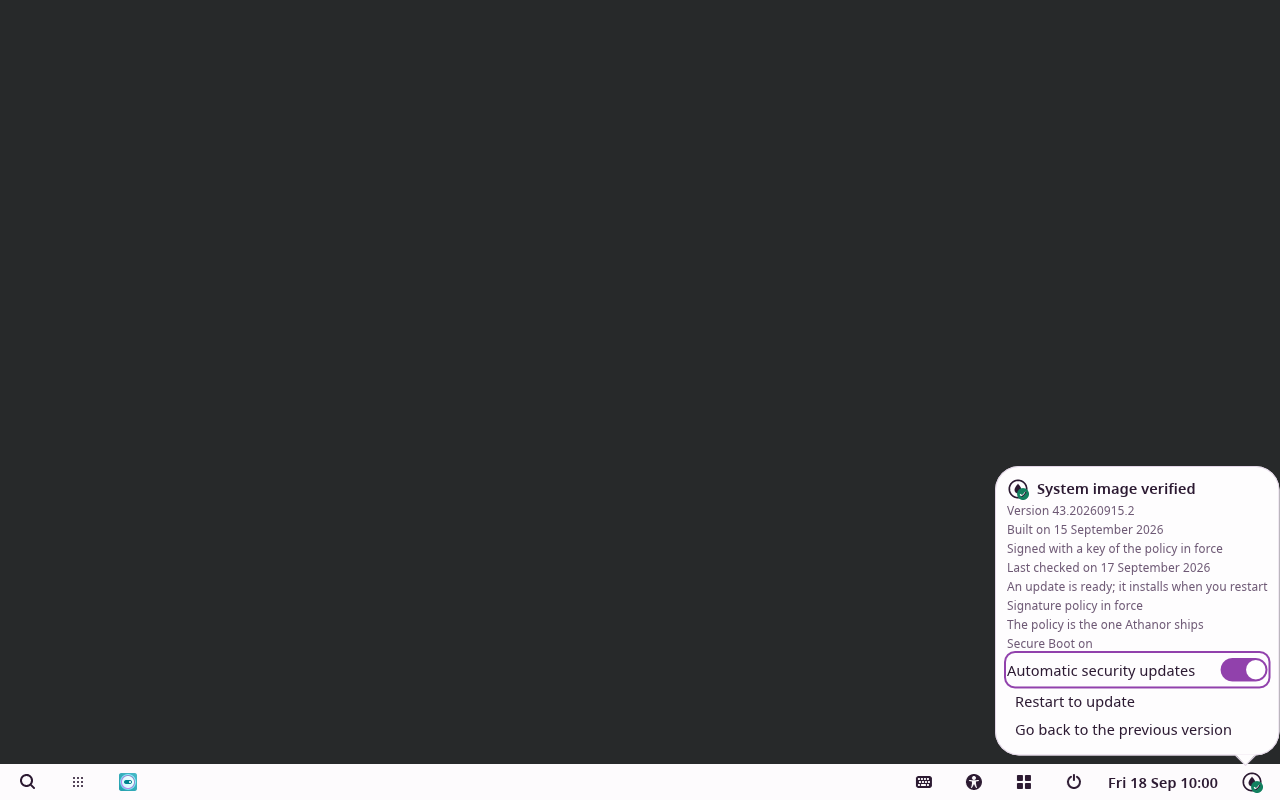 System image verified
Version 43.20260915.2
Built on 15 September 2026
Signed with a key of the policy in force
Last checked on 17 September 2026
An update is ready; it installs when you restart
Signature policy in force
The policy is the one Athanor ships
Secure Boot on
Automatic security updates
Restart to update
Go back to the previous version
Fri 18 Sep 10:00